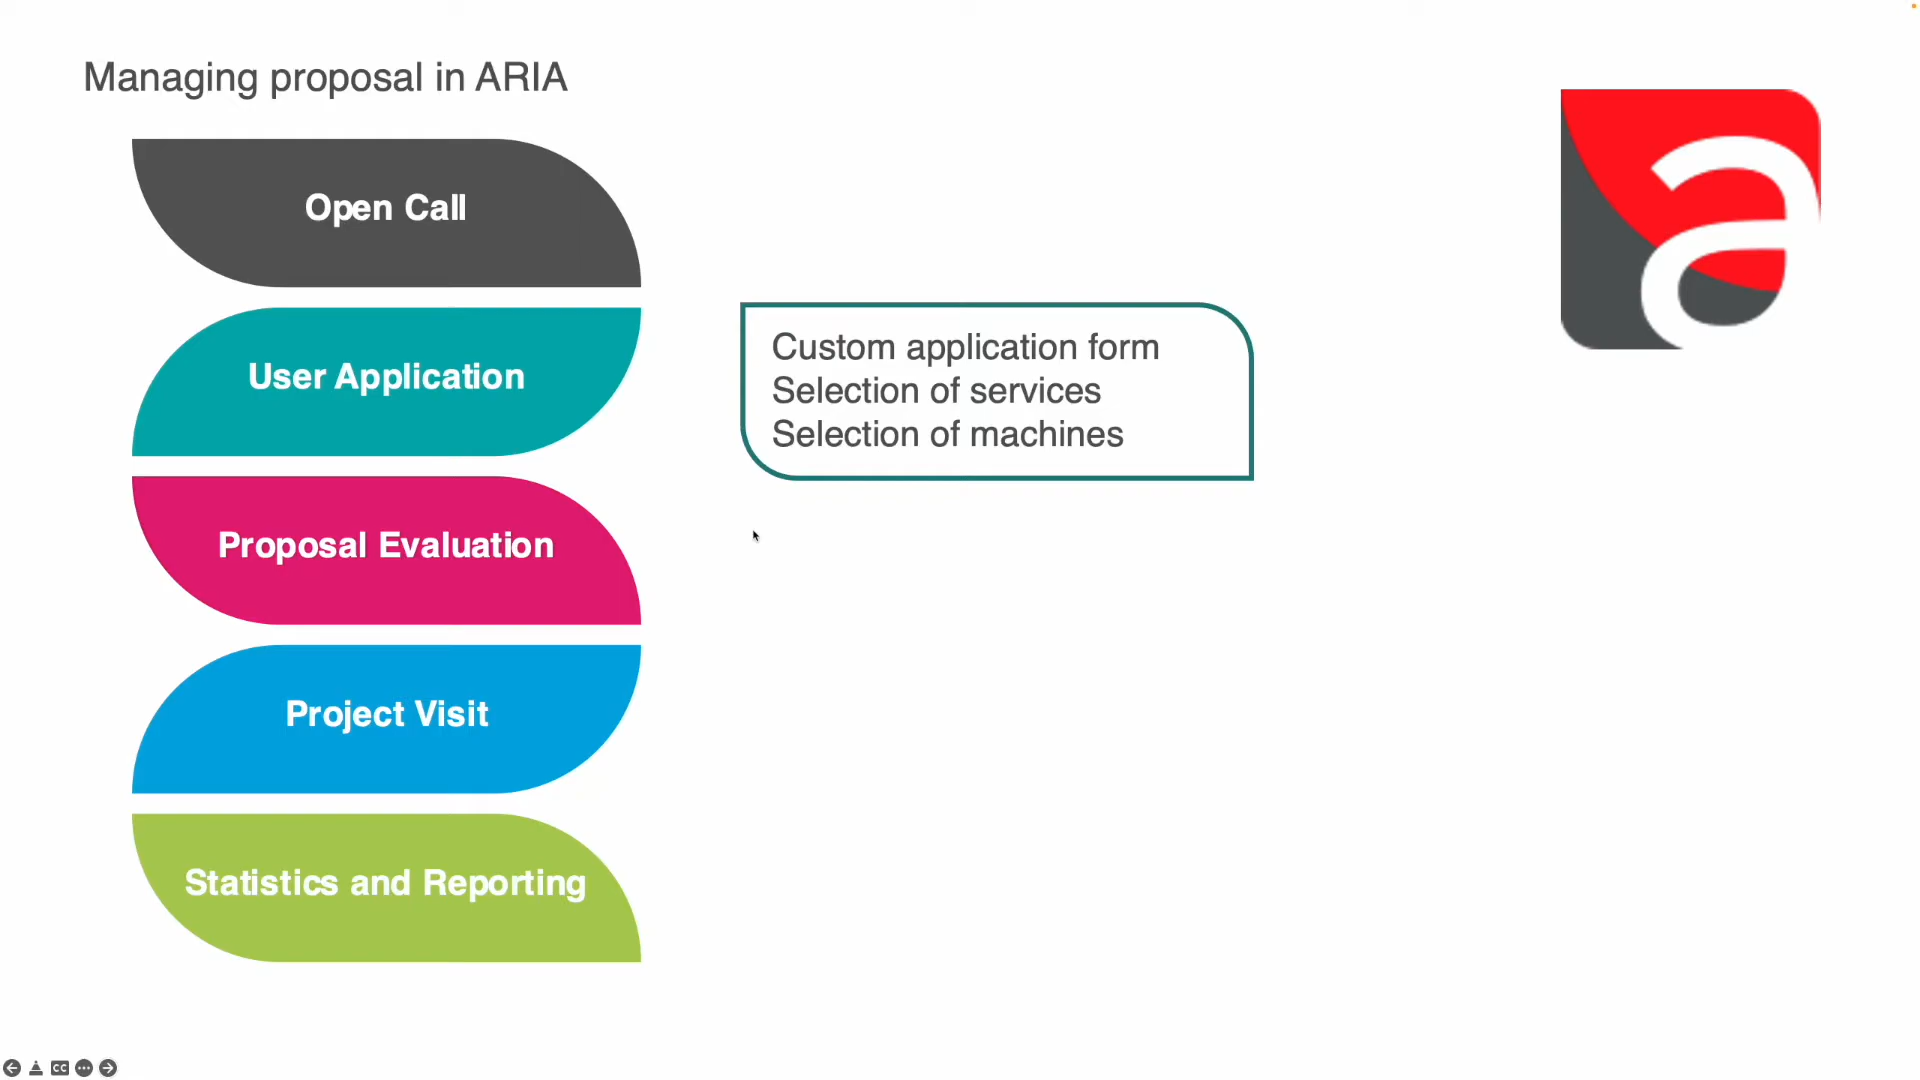 Managing proposal in ARIA
Open Call
User Application
Custom application form
Selection of services
Selection of machines
Proposal Evaluation
Project Visit
Statistics and Reporting
a
CC